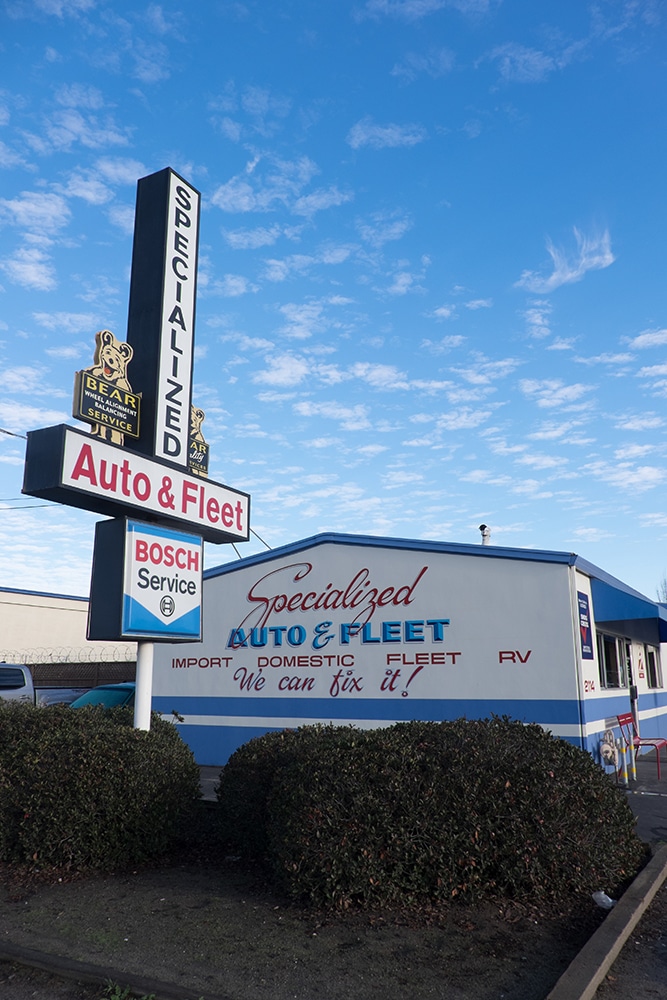 SPECIALIZED
BEAR
WHEEL ALIGNMENT
BALANCING
SERVICE
Auto & Fleet
BOSCH
Service
Specialized
AUTO & FLEET
IMPORT DOMESTIC FLEET RV
We can fix it!
2114